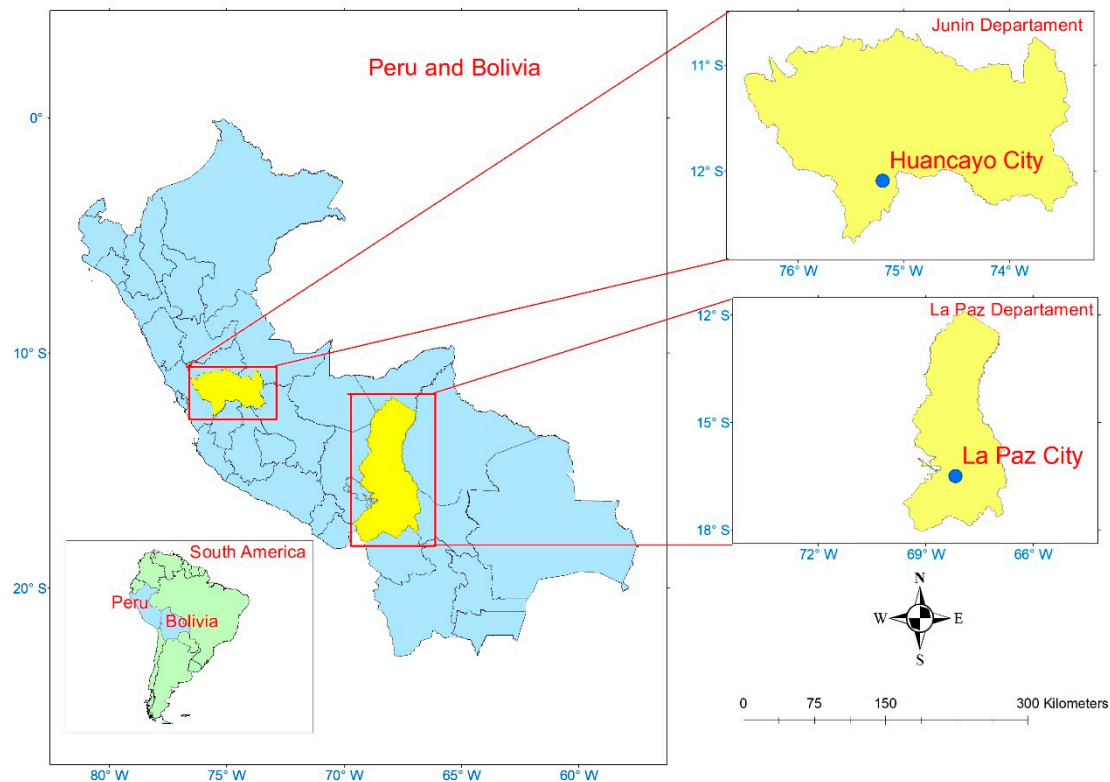 Peru and Bolivia
0°
10° S
20° S
80° W
75° W
70° W
65° W
60° W
South America
Peru
Bolivia
Junin Departament
11° S
12° S
Huancayo City
76° W
75° W
74° W
La Paz Departament
12° S
15° S
18° S
La Paz City
72° W
69° W
66° W
N
W E
S
0 75 150 300 Kilometers